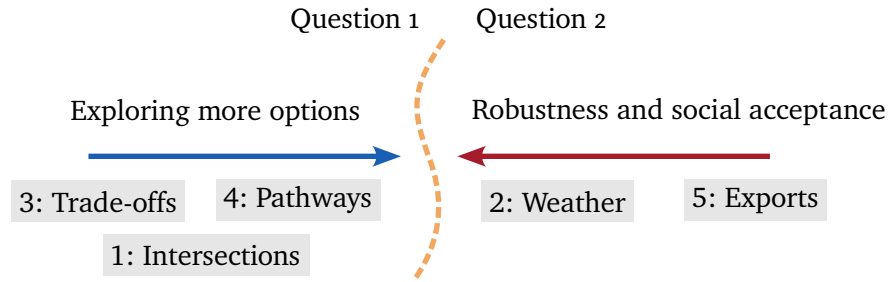 Question 1
Question 2
Exploring more options
Robustness and social acceptance
3: Trade-offs
4: Pathways
2: Weather
5: Exports
1: Intersections